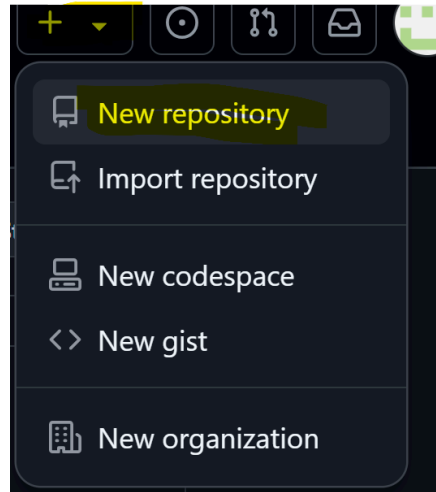 New repository
Import repository
New codespace
New gist
New organization